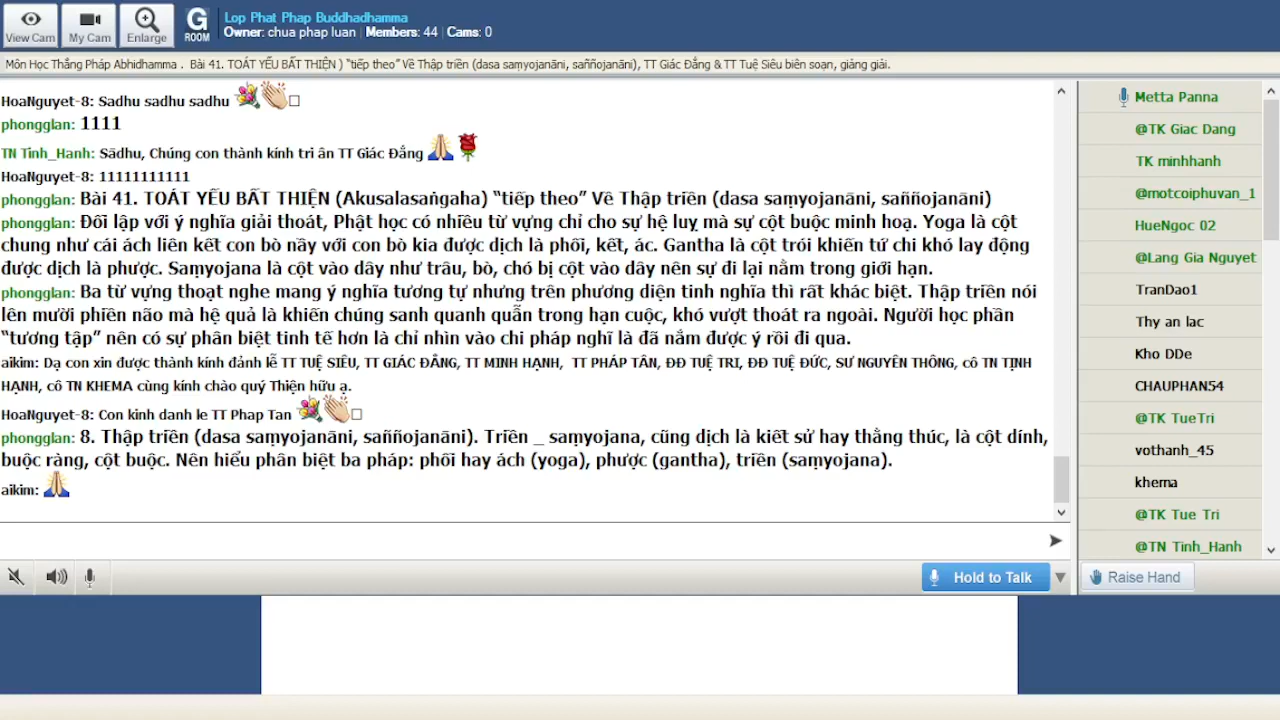 View Cam
My Cam
Enlarge
G
ROOM
Lop Phat Phap Buddhadhamma
Owner: chua phap luan | Members: 44 | Cams: 0
Môn Học Thắng Pháp Abhidhamma . Bài 41. TOÁT YẾU BẤT THIỆN ) “tiếp theo” Về Thập triền (dasa saṃyojanāni, saññojanāni), TT Giác Đẳng & TT Tuệ Siêu biên soạn, giảng giải.
HoaNguyet-8: Sadhu sadhu sadhu
phongglan: 1111
TN Tinh_Hanh: Sādhu, Chúng con thành kính tri ân TT Giác Đẳng
HoaNguyet-8: 11111111111
phongglan: Bài 41. TOÁT YẾU BẤT THIỆN (Akusalasaṅgaha) “tiếp theo” Về Thập triền (dasa saṃyojanāni, saññojanāni)
phongglan: Đối lập với ý nghĩa giải thoát, Phật học có nhiều từ vựng chỉ cho sự hệ luỵ mà sự cột buộc minh hoạ. Yoga là cột
chung như cái ách liên kết con bò nầy với con bò kia được dịch là phối, kết, ác. Gantha là cột trói khiến tứ chi khó lay động
được dịch là phược. Saṃyojana là cột vào dây như trâu, bò, chó bị cột vào dây nên sự đi lại nằm trong giới hạn.
phongglan: Ba từ vựng thoạt nghe mang ý nghĩa tương tự nhưng trên phương diện tinh nghĩa thì rất khác biệt. Thập triền nói
lên mười phiền não mà hệ quả là khiến chúng sanh quanh quẩn trong hạn cuộc, khó vượt thoát ra ngoài. Người học phần
“tương tập” nên có sự phân biệt tinh tế hơn là chỉ nhìn vào chi pháp nghĩ là đã nắm được ý rồi đi qua.
aikim: Dạ con xin được thành kính đảnh lễ TT TUỆ SIÊU, TT GIÁC ĐẲNG, TT MINH HẠNH, TT PHÁP TÂN, ĐĐ TUỆ TRI, ĐĐ TUỆ ĐỨC, SƯ NGUYÊN THÔNG, cô TN TỊNH
HẠNH, cô TN KHEMA cùng kính chào quý Thiện hữu ạ.
HoaNguyet-8: Con kinh danh le TT Phap Tan
phongglan: 8. Thập triền (dasa saṃyojanāni, saññojanāni). Triền _ saṃyojana, cũng dịch là kiết sử hay thằng thúc, là cột dính,
buộc ràng, cột buộc. Nên hiểu phân biệt ba pháp: phối hay ách (yoga), phược (gantha), triền (saṃyojana).
aikim:
Hold to Talk
Metta Panna
@TK Giac Dang
TK minhhanh
@motcoiphuvan_1
HueNgoc 02
@Lang Gia Nguyet
TranDao1
Thy an lac
Kho DDe
CHAUPHAN54
@TK TueTri
vothanh_45
khema
@TK Tue Tri
@TN Tinh_Hanh
Raise Hand